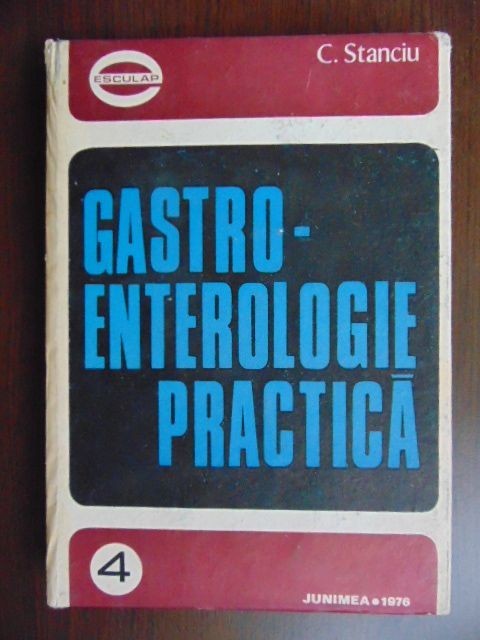 ESCULAP
C. Stanciu
GASTRO-
ENTEROLOGIE
PRACTICĂ
4
JUNIMEA • 1976